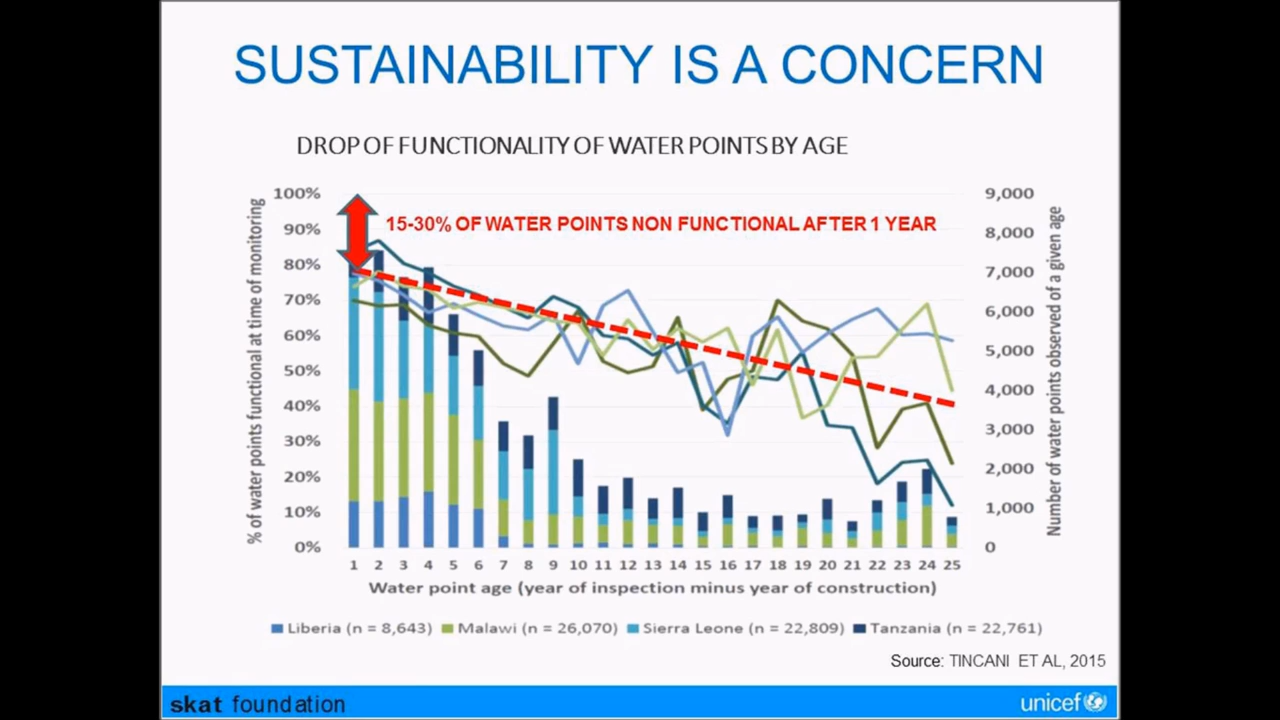 SUSTAINABILITY IS A CONCERN
DROP OF FUNCTIONALITY OF WATER POINTS BY AGE
% of water points functional at time of monitoring
100%
90%
80%
70%
60%
50%
40%
30%
20%
10%
0%
15-30% OF WATER POINTS NON FUNCTIONAL AFTER 1 YEAR
9,000
8,000
7,000
6,000
5,000
4,000
3,000
2,000
1,000
0
Number of water points observed of a given age
1 2 3 4 5 6 7 8 9 10 11 12 13 14 15 16 17 18 19 20 21 22 23 24 25
Water point age (year of inspection minus year of construction)
Liberia (n = 8,643) Malawi (n = 26,070) Sierra Leone (n = 22,809) Tanzania (n = 22,761)
Source: TINCANI ET AL, 2015
skat foundation
unicef